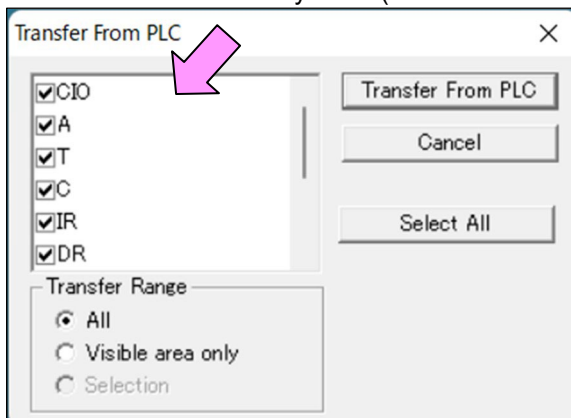 Transfer From PLC
CIO
A
T
C
IR
DR
Transfer From PLC
Cancel
Select All
Transfer Range
All
Visible area only
Selection